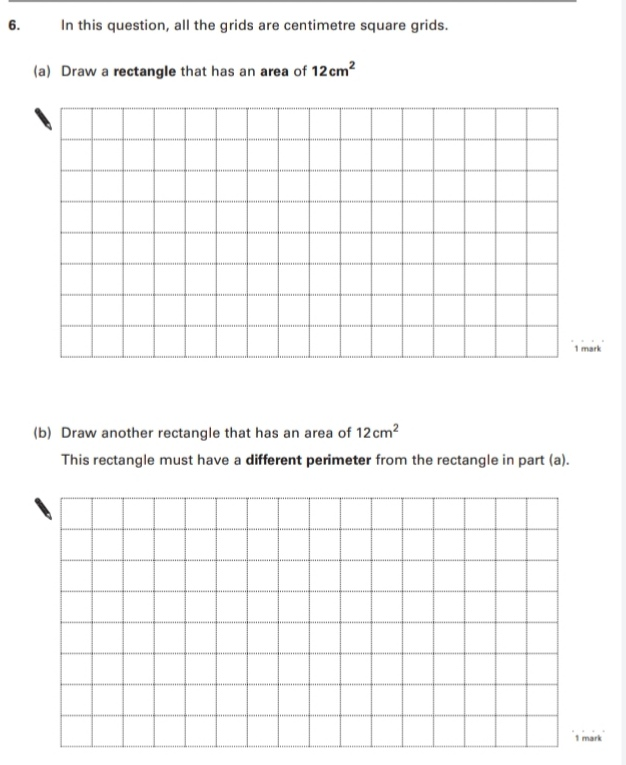 6. In this question, all the grids are centimetre square grids.
(a) Draw a rectangle that has an area of 12cm²
1 mark
(b) Draw another rectangle that has an area of 12cm²
This rectangle must have a different perimeter from the rectangle in part (a).
1 mark